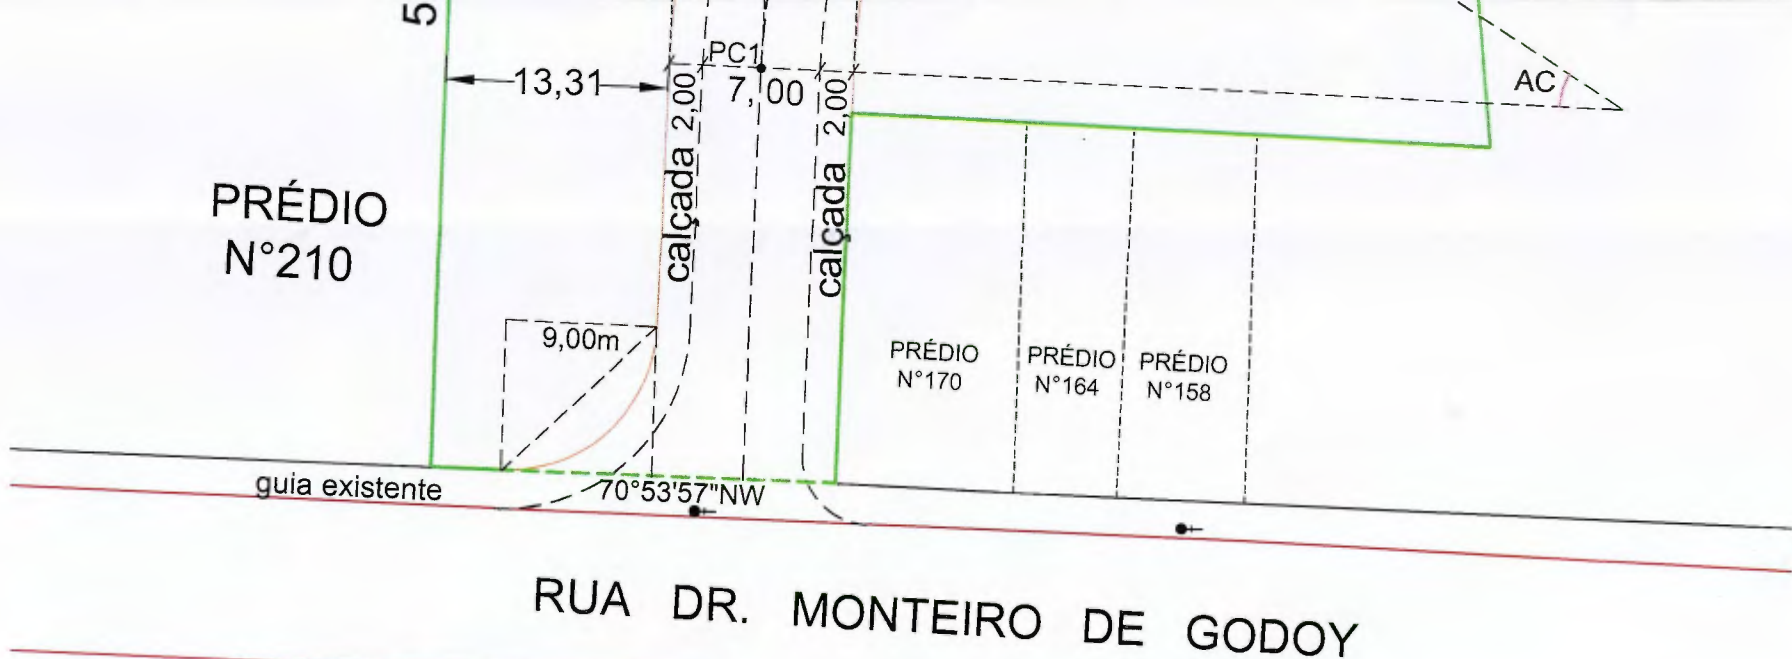 5
PC1
13,31
7,00
calçada 2,00
calçada 2,00
AC
PRÉDIO
N°210
9,00m
PRÉDIO
N°170
PRÉDIO
N°164
PRÉDIO
N°158
guia existente
70°53'57"NW
RUA DR. MONTEIRO DE GODOY